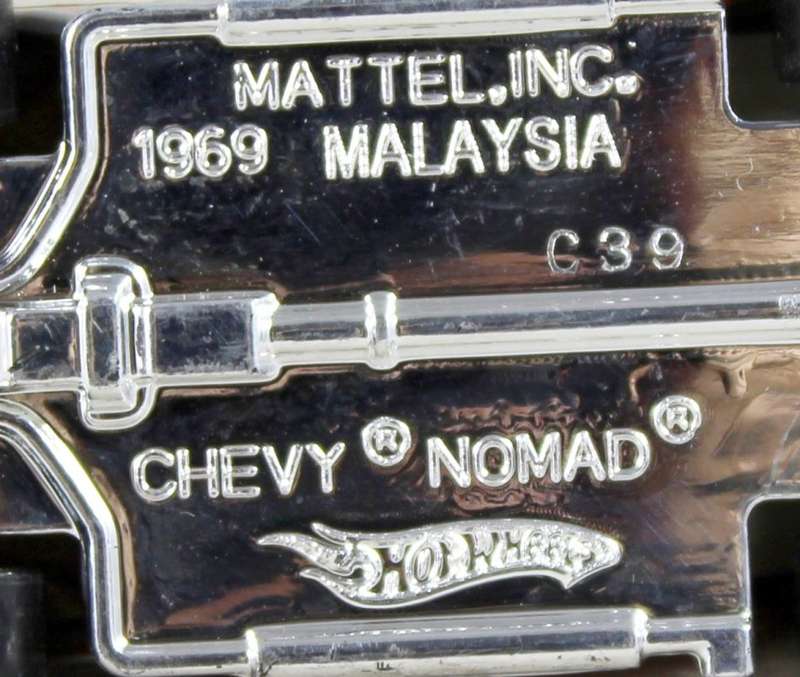 MATTEL, INC.
1969 MALAYSIA
C39
CHEVY® NOMAD®
HOT WHEELS